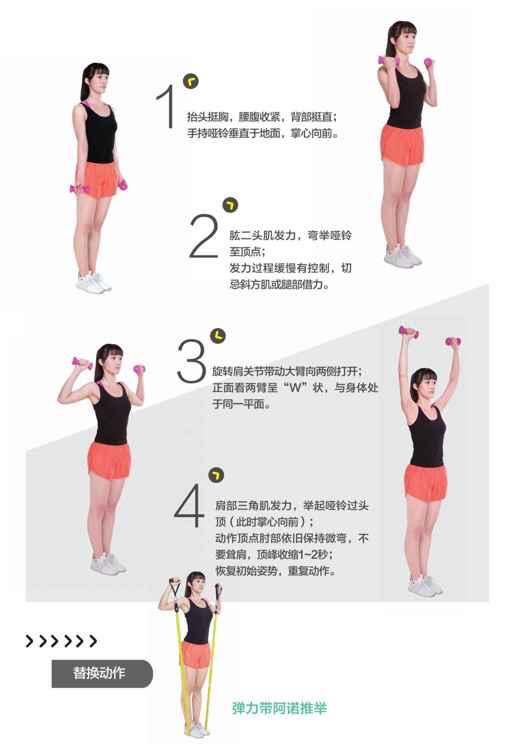 1
抬头挺胸，腰腹收紧，背部挺直；
手持哑铃垂直于地面，掌心向前。
2
肱二头肌发力，弯举哑铃
至顶点；
发力过程缓慢有控制，切
忌斜方肌或腿部借力。
3
旋转肩关节带动大臂向两侧打开；
正面看两臂呈“W”状，与身体处
于同一平面。
4
肩部三角肌发力，举起哑铃过头
顶（此时掌心向前）；
动作顶点肘部依旧保持微弯，不
要耸肩，顶峰收缩1~2秒；
恢复初始姿势，重复动作。
替换动作
弹力带阿诺推举